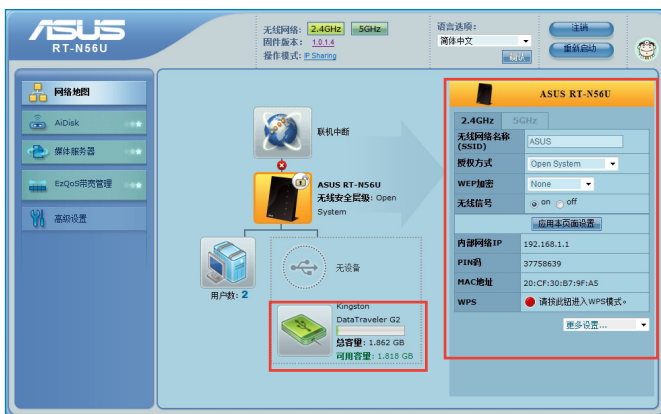 ASUS
RT-N56U
无线网络: 2.4GHz 5GHz
固件版本: 1.0.1.4
操作模式: IP Sharing
语言选项:
简体中文
注销
重新启动
网络地图
AiDisk
媒体服务器
EzQoS带宽管理
高级设置
联机中断
ASUS RT-N56U
无线安全层级: Open
System
用户数: 2
无设备
Kingston
DataTraveler G2
总容量: 1.862 GB
可用容量: 1.818 GB
ASUS RT-N56U
2.4GHz 5GHz
无线网络名称
(SSID)
ASUS
授权方式 Open System
WEP加密 None
无线信号 on off
应用本页面设置
内部网络IP 192.168.1.1
PIN码 37758639
MAC地址 20:CF:30:B7:9F:A5
WPS 请按此钮进入WPS模式。
更多设置...